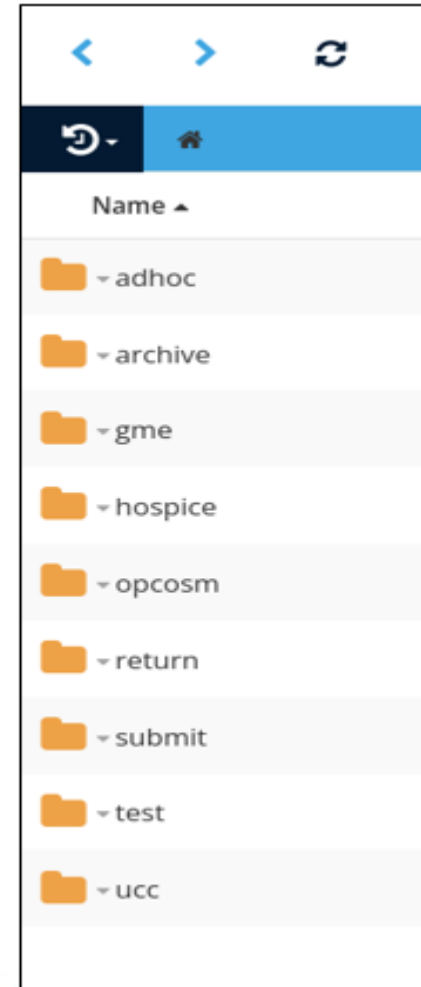 Name
adhoc
archive
gme
hospice
opcosm
return
submit
test
ucc